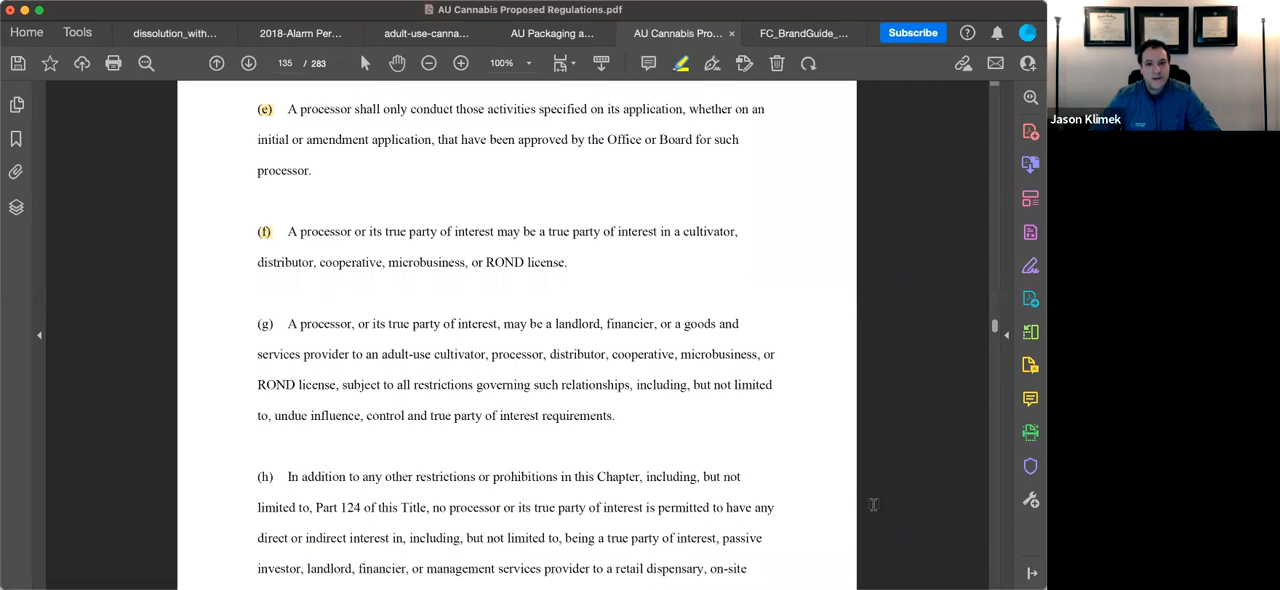 AU Cannabis Proposed Regulations.pdf
Home
Tools
dissolution_with...
2018-Alarm Per...
adult-use-canna...
AU Packaging a...
AU Cannabis Pro...
×
FC_BrandGuide_...
Subscribe
135 / 283
100%
(e) A processor shall only conduct those activities specified on its application, whether on an
initial or amendment application, that have been approved by the Office or Board for such
processor.
(f) A processor or its true party of interest may be a true party of interest in a cultivator,
distributor, cooperative, microbusiness, or ROND license.
(g) A processor, or its true party of interest, may be a landlord, financier, or a goods and
services provider to an adult-use cultivator, processor, distributor, cooperative, microbusiness, or
ROND license, subject to all restrictions governing such relationships, including, but not limited
to, undue influence, control and true party of interest requirements.
(h) In addition to any other restrictions or prohibitions in this Chapter, including, but not
limited to, Part 124 of this Title, no processor or its true party of interest is permitted to have any
direct or indirect interest in, including, but not limited to, being a true party of interest, passive
investor, landlord, financier, or management services provider to a retail dispensary, on-site
Jason Klimek